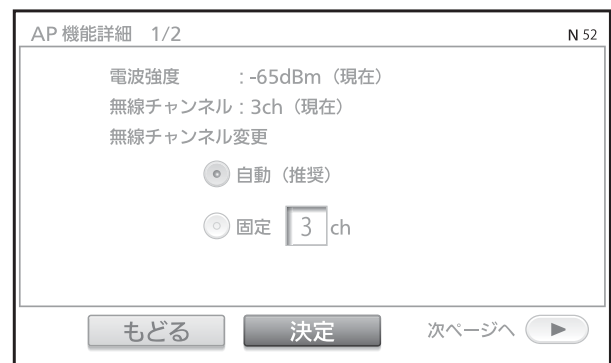 AP 機能詳細 1/2 N 52
電波強度 : -65dBm（現在）
無線チャンネル : 3ch（現在）
無線チャンネル変更
自動（推奨）
固定 3 ch
もどる 決定 次ページへ